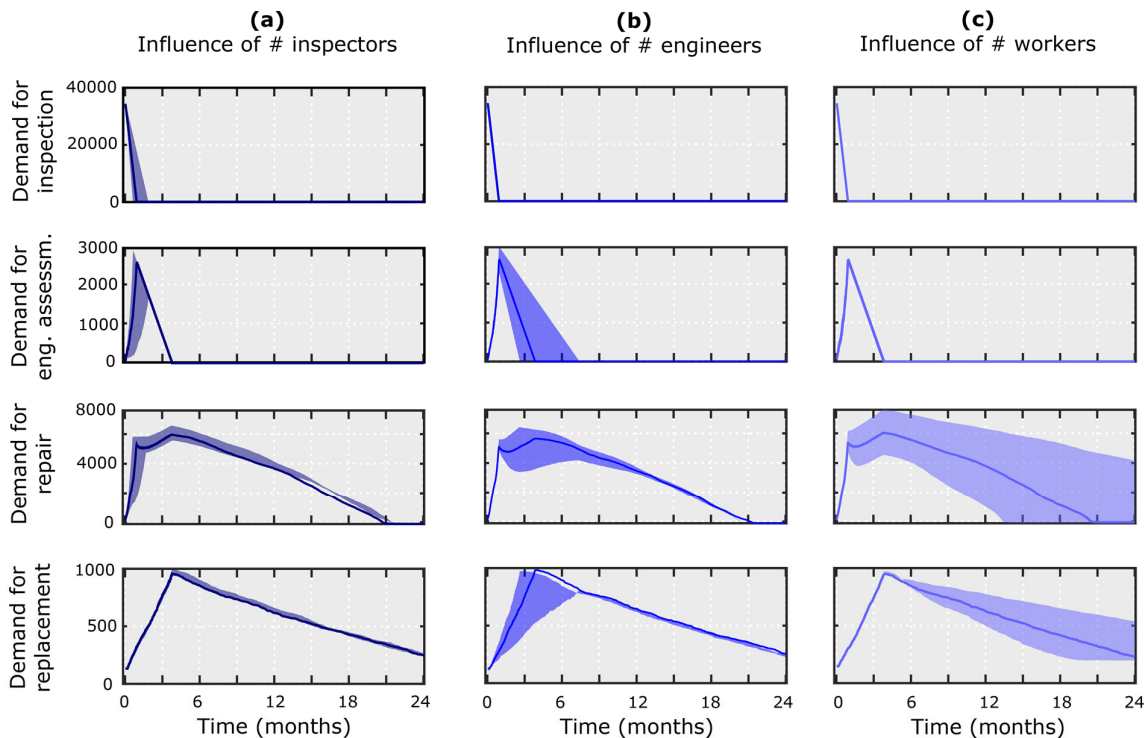 (a)
Influence of # inspectors
(b)
Influence of # engineers
(c)
Influence of # workers
Demand for
inspection
40000
20000
0
Demand for
eng. assessm.
3000
2000
1000
0
Demand for
repair
8000
4000
0
Demand for
replacement
1000
500
0
0 6 12 18 24
0 6 12 18 24
0 6 12 18 24
Time (months)
Time (months)
Time (months)